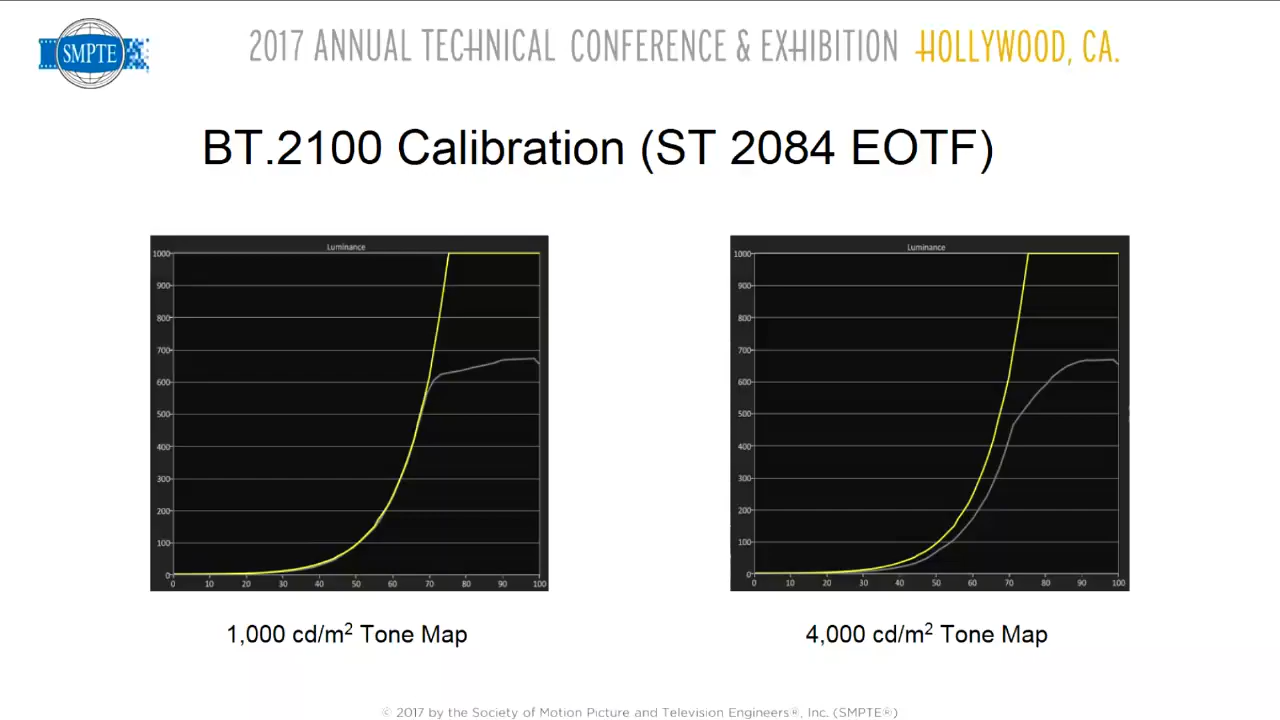 SMPTE
2017 ANNUAL TECHNICAL CONFERENCE & EXHIBITION HOLLYWOOD, CA.
BT.2100 Calibration (ST 2084 EOTF)
Luminance
1000
900
800
700
600
500
400
300
200
100
0
0 10 20 30 40 50 60 70 80 90 100
1,000 cd/m² Tone Map
Luminance
1000
900
800
700
600
500
400
300
200
100
0
0 10 20 30 40 50 60 70 80 90 100
4,000 cd/m² Tone Map
© 2017 by the Society of Motion Picture and Television Engineers®, Inc. (SMPTE®)